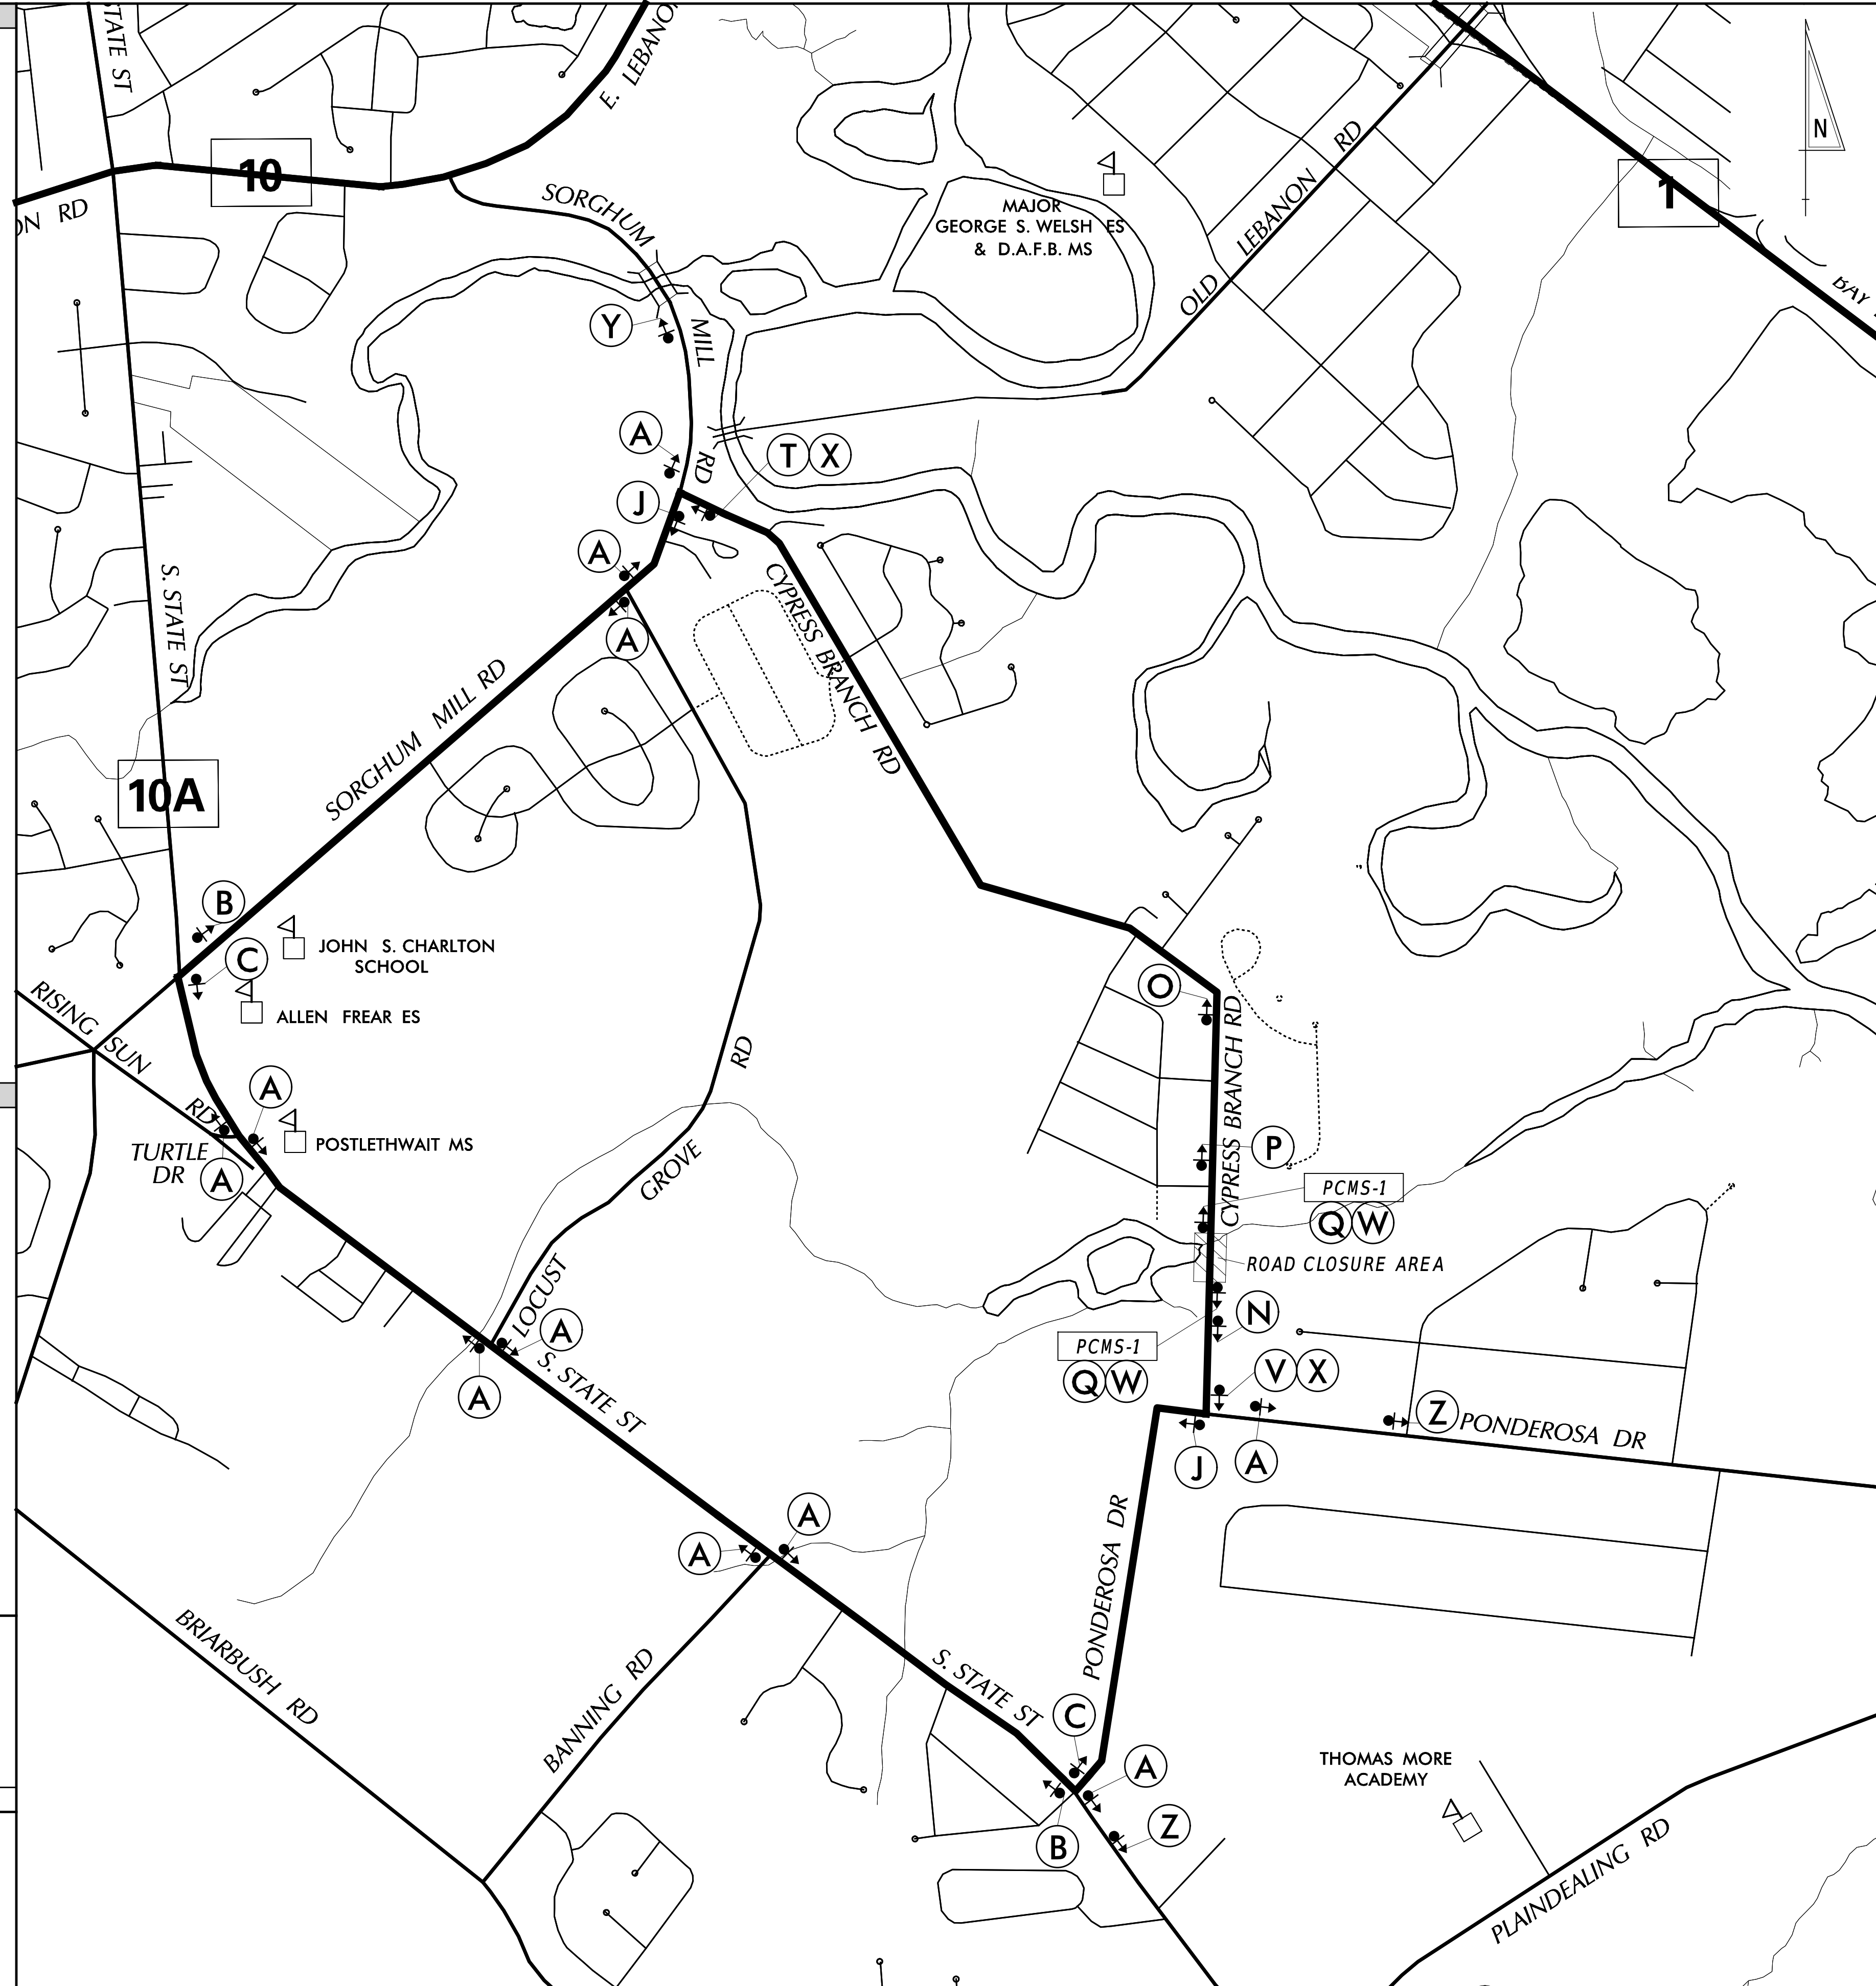 STATE ST
E. LEBANO
N
10
ON RD
1
SORGHUM
MAJOR
GEORGE S. WELSH ES
& D.A.F.B. MS
OLD LEBANON RD
BAY
Y
MILL
A
T X
RD
J
A
A
CYPRESS BRANCH RD
S. STATE ST
SORGHUM MILL RD
10A
B
JOHN S. CHARLTON
SCHOOL
C
ALLEN FREAR ES
O
RISING SUN RD
CYPRESS BRANCH RD
RD
A
POSTLETHWAIT MS
TURTLE
DR
A
P
GROVE
PCMS-1
Q W
ROAD CLOSURE AREA
LOCUST
N
A
PCMS-1
Q W
V X
A
S. STATE ST
Z
PONDEROSA DR
J
A
A
A
PONDEROSA DR
BRIARBUSH RD
BANNING RD
S. STATE ST
C
A
THOMAS MORE
ACADEMY
Z
B
PLAINDEALING RD